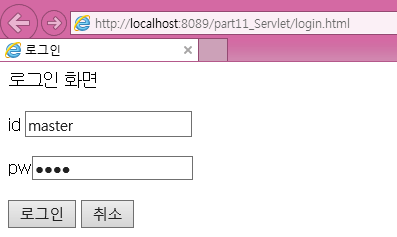 http://localhost:8089/part11_Servlet/login.html
로그인
로그인 화면
id master
pw ●●●●
로그인 취소